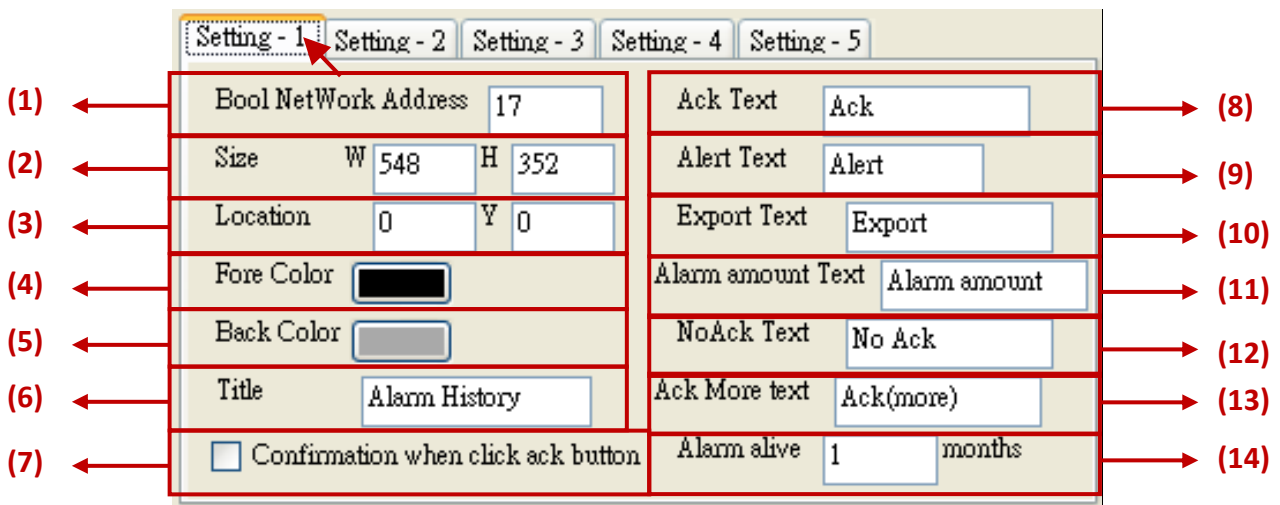 Setting - 1 Setting - 2 Setting - 3 Setting - 4 Setting - 5
(1) Bool NetWork Address 17 Ack Text Ack (8)
(2) Size W 548 H 352 Alert Text Alert (9)
(3) Location 0 Y 0 Export Text Export (10)
(4) Fore Color Alarm amount Text Alarm amount (11)
(5) Back Color NoAck Text No Ack (12)
(6) Title Alarm History Ack More text Ack(more) (13)
(7) Confirmation when click ack button Alarm alive 1 months (14)